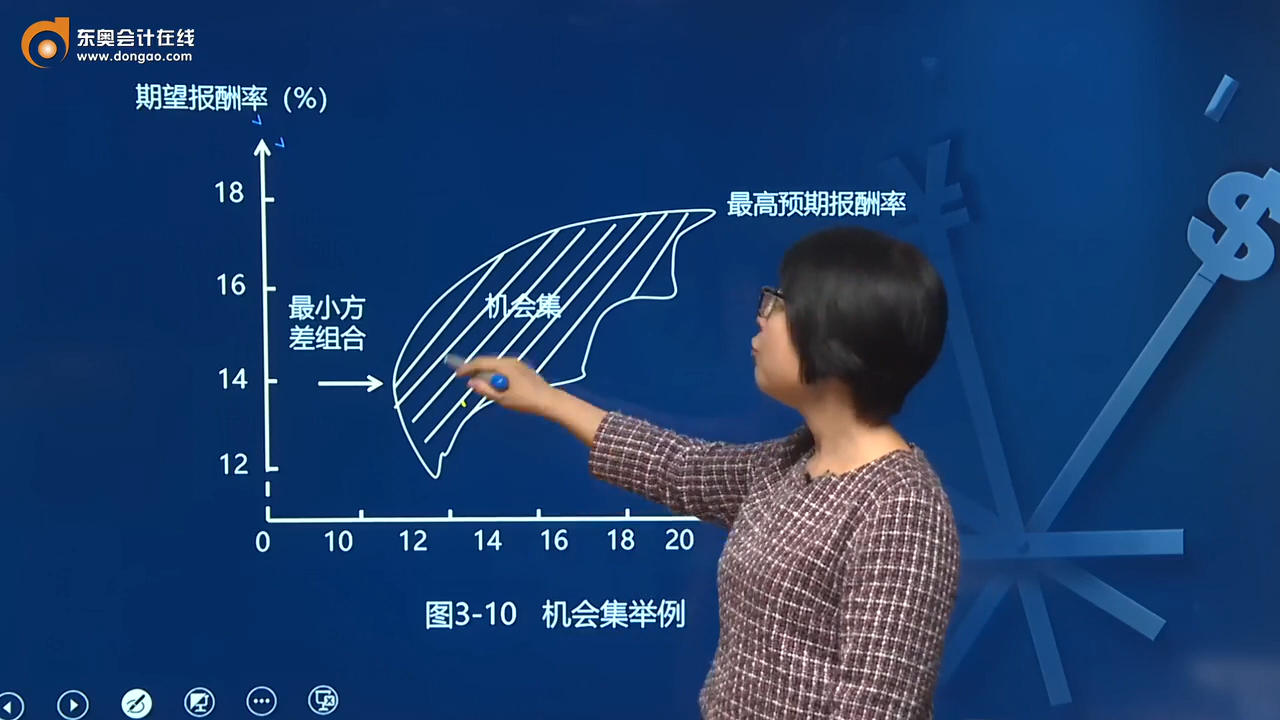 东奥会计在线
www.dongao.com
期望报酬率（%）
18
最高预期报酬率
16
最小方
差组合
机会集
14
12
0 10 12 14 16 18 20
图3-10 机会集举例